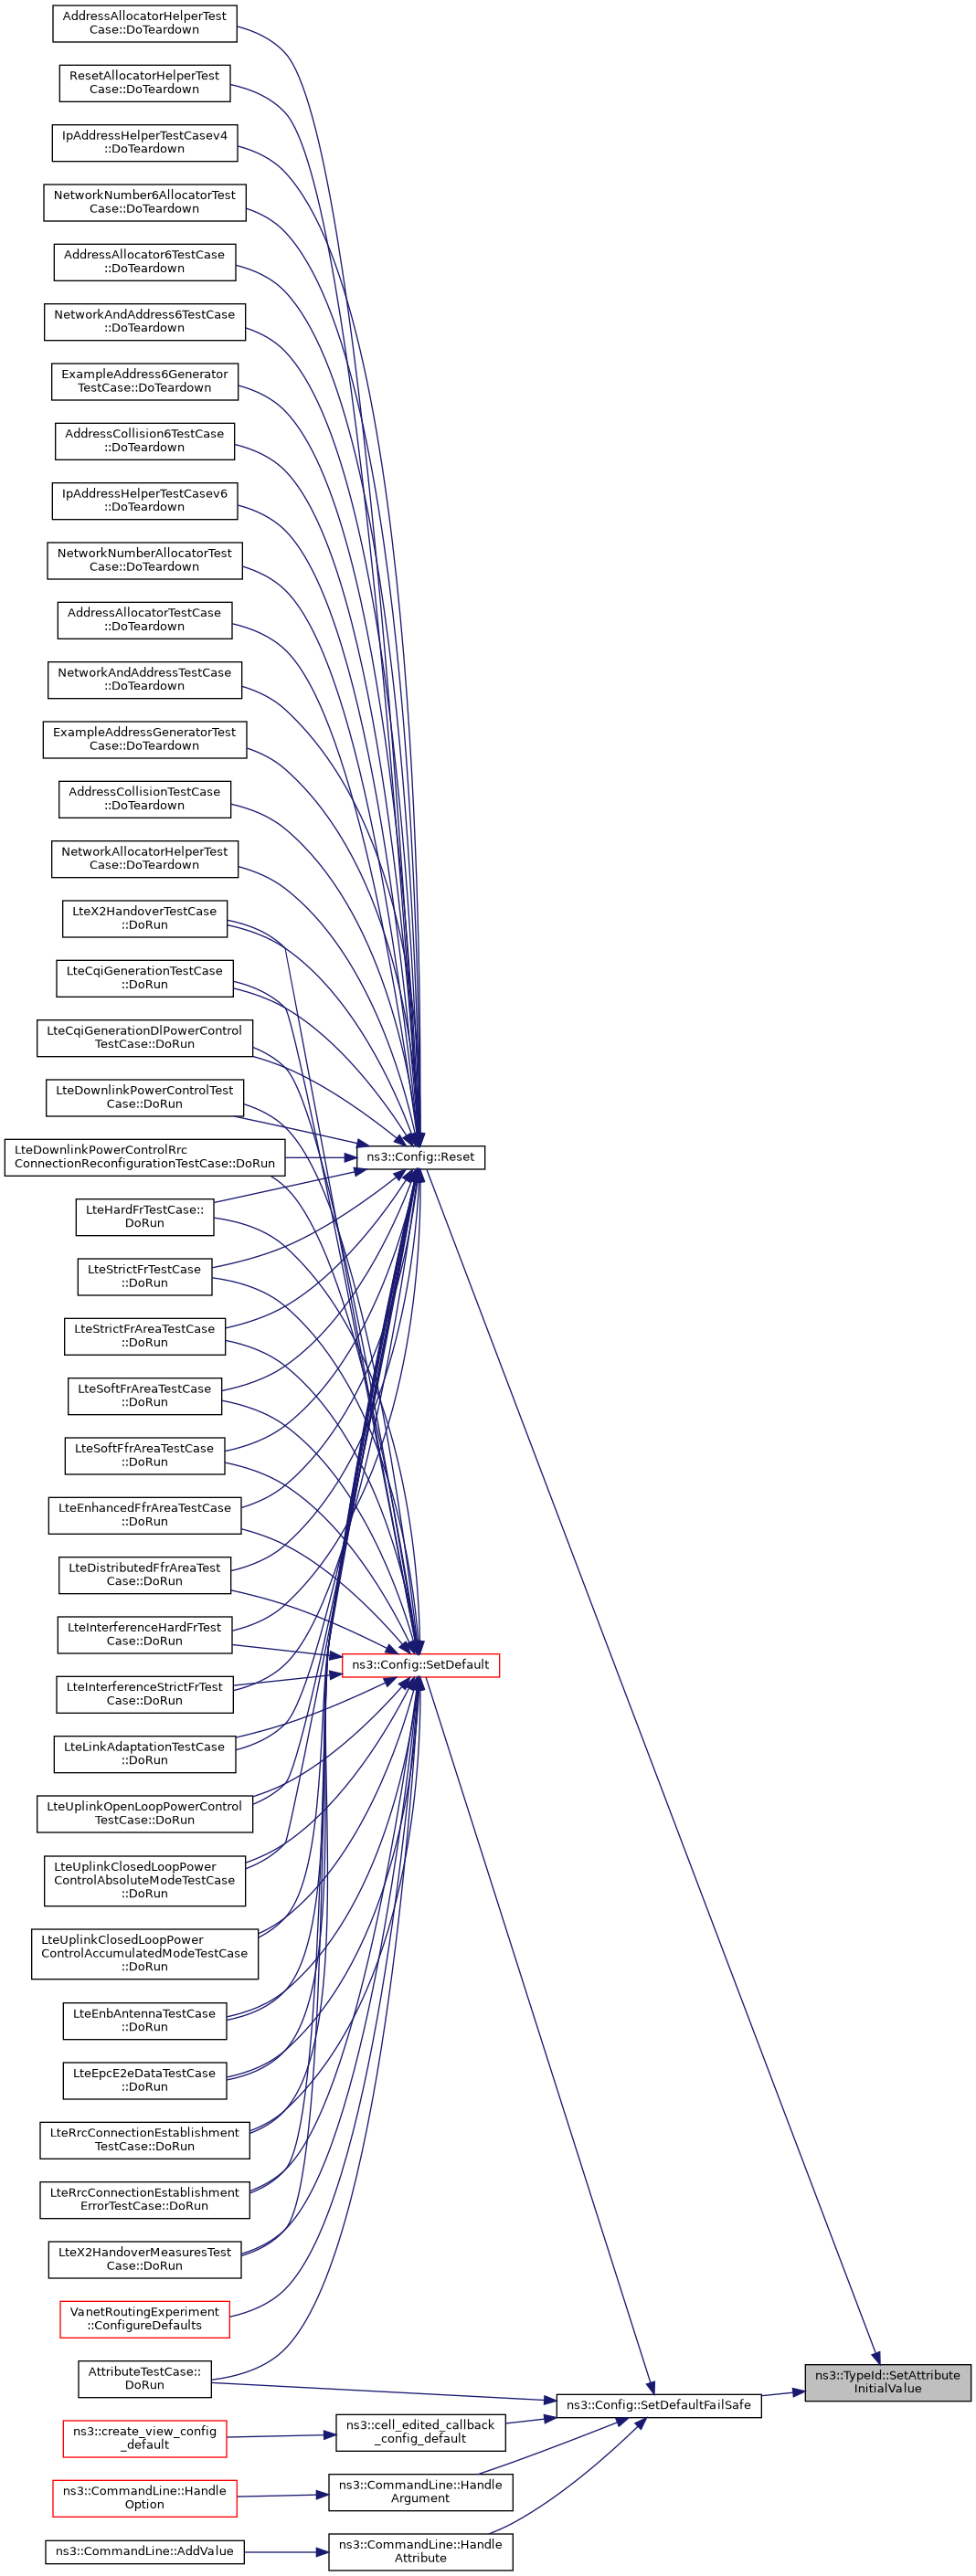 AddressAllocatorHelperTest
Case::DoTeardown
ResetAllocatorHelperTest
Case::DoTeardown
IpAddressHelperTestCasev4
::DoTeardown
NetworkNumber6AllocatorTest
Case::DoTeardown
AddressAllocator6TestCase
::DoTeardown
NetworkAndAddress6TestCase
::DoTeardown
ExampleAddress6Generator
TestCase::DoTeardown
AddressCollision6TestCase
::DoTeardown
IpAddressHelperTestCasev6
::DoTeardown
NetworkNumberAllocatorTest
Case::DoTeardown
AddressAllocatorTestCase
::DoTeardown
NetworkAndAddressTestCase
::DoTeardown
ExampleAddressGeneratorTest
Case::DoTeardown
AddressCollisionTestCase
::DoTeardown
NetworkAllocatorHelperTest
Case::DoTeardown
LteX2HandoverTestCase
::DoRun
LteCqiGenerationTestCase
::DoRun
LteCqiGenerationDlPowerControl
TestCase::DoRun
LteDownlinkPowerControlTest
Case::DoRun
LteDownlinkPowerControlRrc
ConnectionReconfigurationTestCase::DoRun
ns3::Config::Reset
LteHardFrTestCase::
DoRun
LteStrictFrTestCase
::DoRun
LteStrictFrAreaTestCase
::DoRun
LteSoftFrAreaTestCase
::DoRun
LteSoftFfrAreaTestCase
::DoRun
LteEnhancedFfrAreaTestCase
::DoRun
LteDistributedFfrAreaTest
Case::DoRun
LteInterferenceHardFrTest
Case::DoRun
ns3::Config::SetDefault
LteInterferenceStrictFrTest
Case::DoRun
LteLinkAdaptationTestCase
::DoRun
LteUplinkOpenLoopPowerControl
TestCase::DoRun
LteUplinkClosedLoopPower
ControlAbsoluteModeTestCase
::DoRun
LteUplinkClosedLoopPower
ControlAccumulatedModeTestCase
::DoRun
LteEnbAntennaTestCase
::DoRun
LteEpcE2eDataTestCase
::DoRun
LteRrcConnectionEstablishment
TestCase::DoRun
LteRrcConnectionEstablishment
ErrorTestCase::DoRun
LteX2HandoverMeasuresTest
Case::DoRun
VanetRoutingExperiment
::ConfigureDefaults
AttributeTestCase::
DoRun
ns3::TypeId::SetAttribute
InitialValue
ns3::Config::SetDefaultFailSafe
ns3::create_view_config
_default
ns3::cell_edited_callback
_config_default
ns3::CommandLine::Handle
Option
ns3::CommandLine::Handle
Argument
ns3::CommandLine::AddValue
ns3::CommandLine::Handle
Attribute